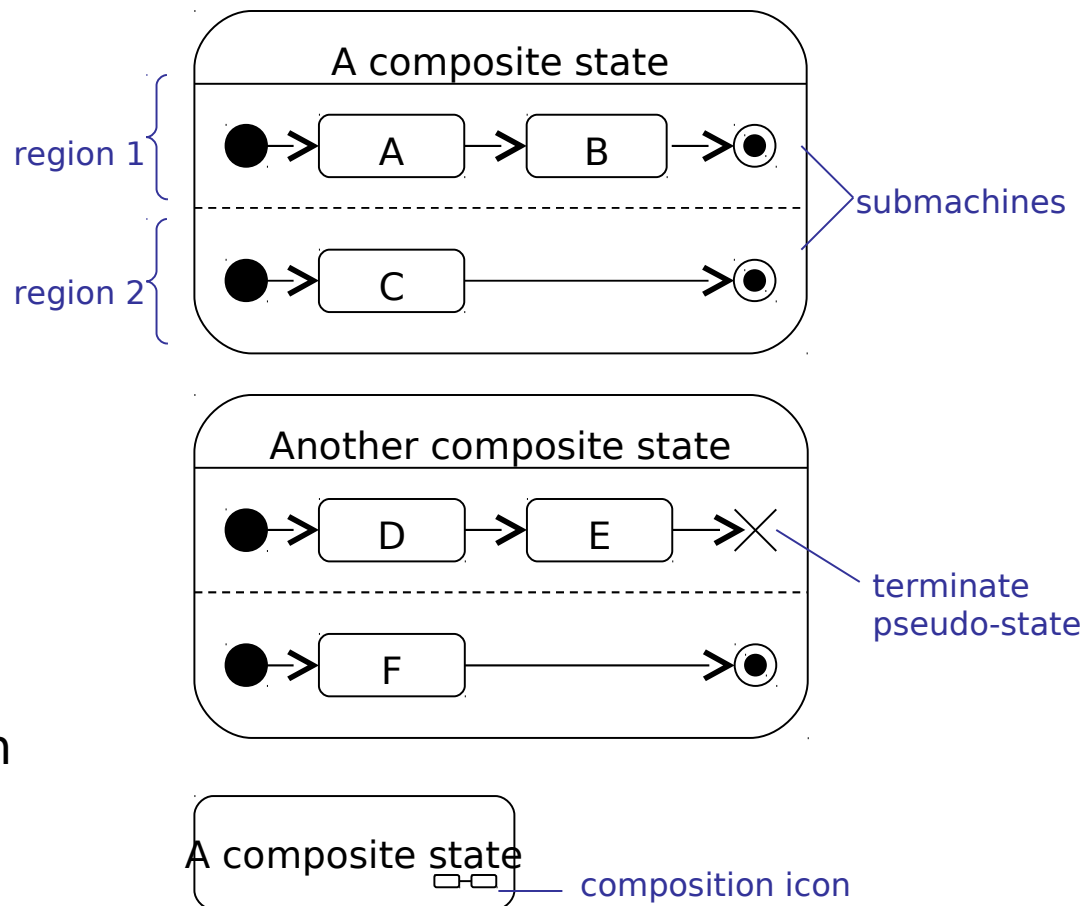 A composite state
region 1
A
B
submachines
region 2
C
Another composite state
D
E
terminate
pseudo-state
F
n
A composite state
composition icon